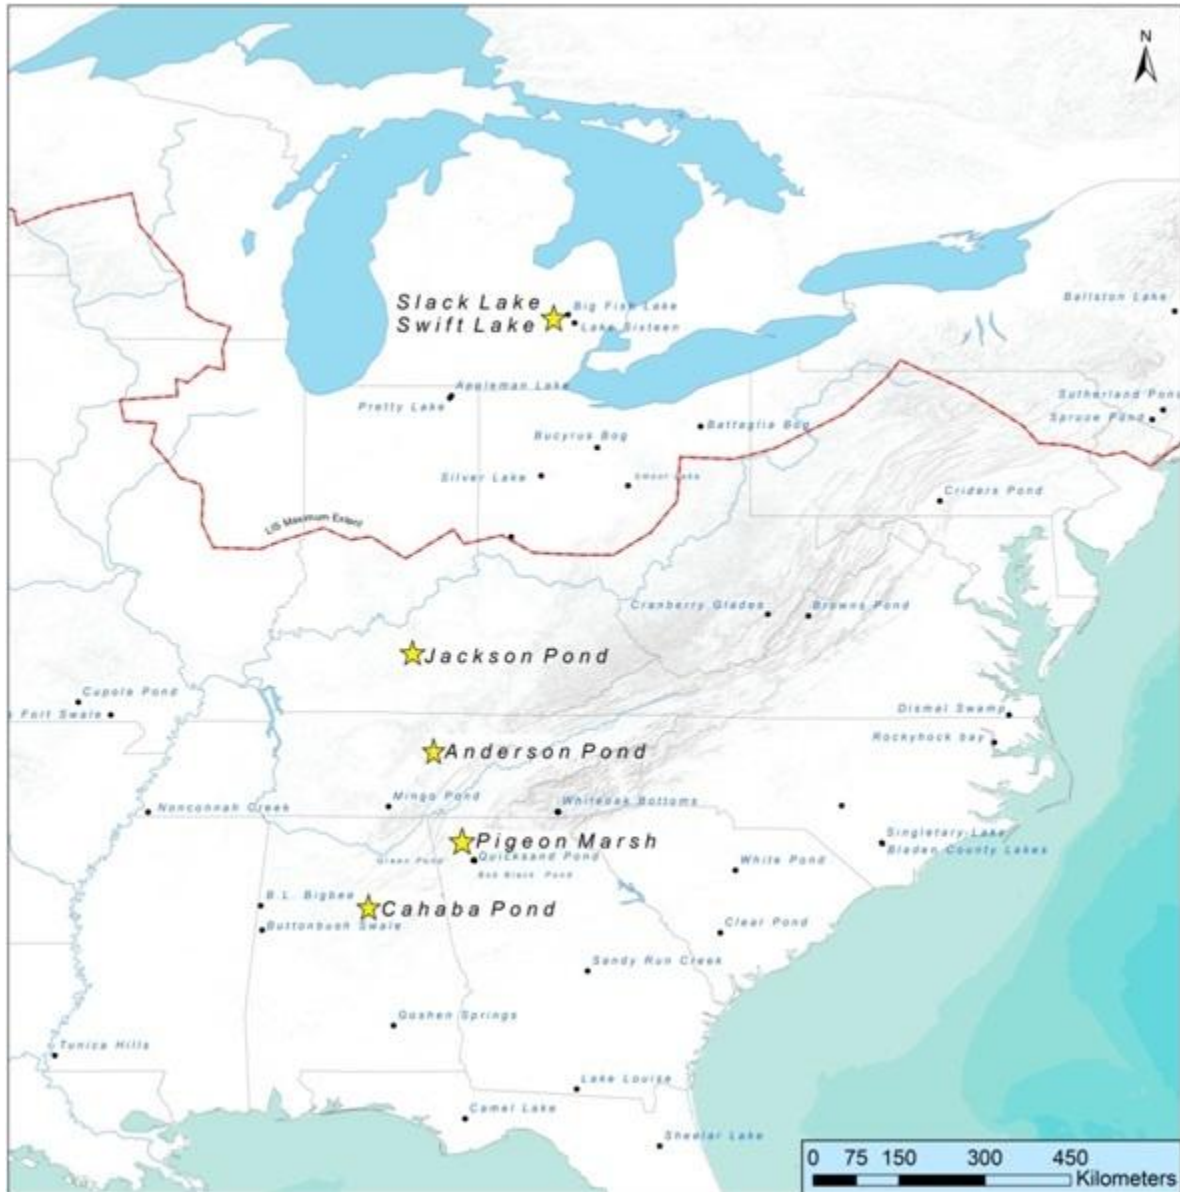 N
Slack Lake
Big Fish Lake
Swift Lake
Lake Sixteen
Ballston Lake
Appleman Lake
Pretty Lake
Sutherland Pond
Spruce Pond
Battaglia Bog
Bucyrus Bog
Silver Lake
Criders Pond
LIS Maximum Extent
Cranberry Glades
Browns Pond
Jackson Pond
Cupola Pond
s Fort Swale
Dismal Swamp
Rockyhock bay
Anderson Pond
Mingo Pond
Whiteoak Bottoms
Nonconnah Creek
Pigeon Marsh
Singletary Lake
Bladen County Lakes
Green Pond
Quicksand Pond
Bob Black Pond
White Pond
B.L. Bigbee
Cahaba Pond
Buttonbush Swale
Clear Pond
Sandy Run Creek
Goshen Springs
Tunica Hills
Lake Louise
Camel Lake
Sheelar Lake
0 75 150 300 450
Kilometers